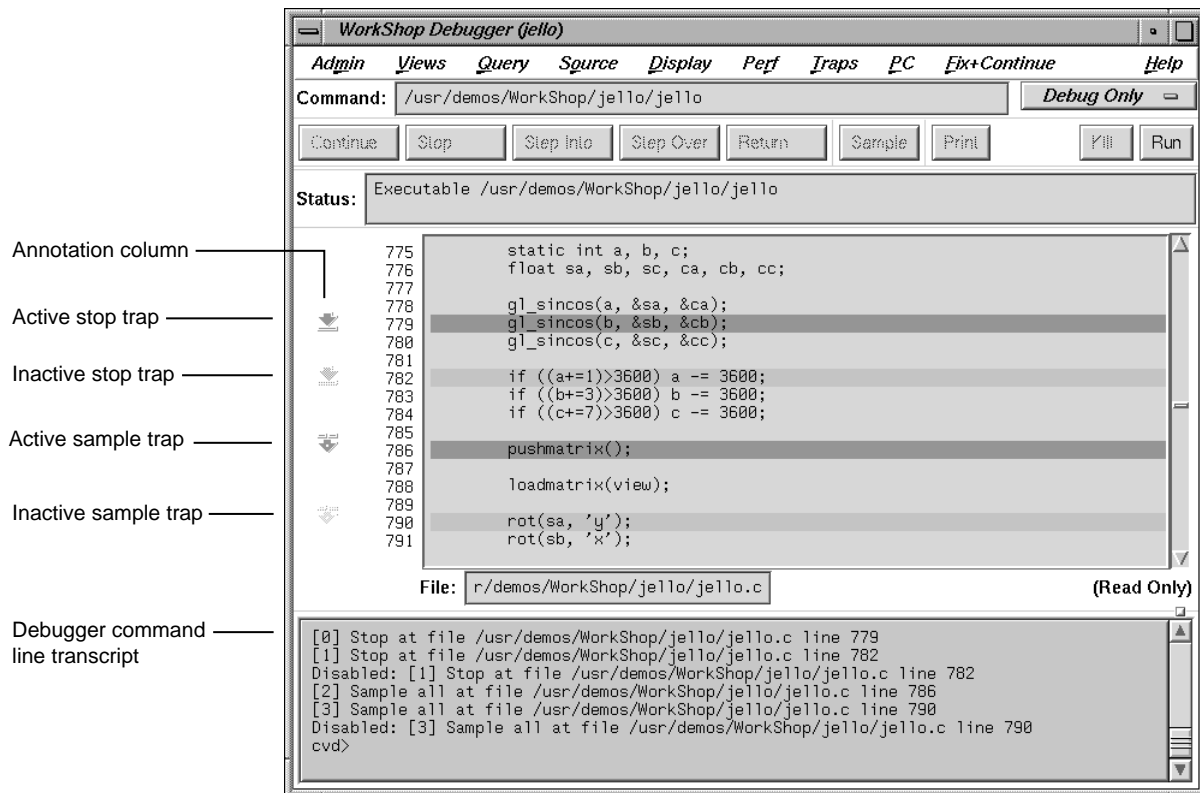 WorkShop Debugger (jello)
Admin Views Query Source Display Perf Traps PC Fix+Continue Help
Command: /usr/demos/WorkShop/jello/jello Debug Only
Continue Stop Step Into Step Over Return Sample Print Kill Run
Status: Executable /usr/demos/WorkShop/jello/jello
Annotation column
Active stop trap
Inactive stop trap
Active sample trap
Inactive sample trap
Debugger command
line transcript
775 static int a, b, c;
776 float sa, sb, sc, ca, cb, cc;
777
778 gl_sincos(a, &sa, &ca);
779 gl_sincos(b, &sb, &cb);
780 gl_sincos(c, &sc, &cc);
781
782 if ((a+=1)>3600) a -= 3600;
783 if ((b+=3)>3600) b -= 3600;
784 if ((c+=7)>3600) c -= 3600;
785
786 pushmatrix();
787
788 loadmatrix(view);
789
790 rot(sa, 'y');
791 rot(sb, 'x');
File: r/demos/WorkShop/jello/jello.c (Read Only)
[0] Stop at file /usr/demos/WorkShop/jello/jello.c line 779
[1] Stop at file /usr/demos/WorkShop/jello/jello.c line 782
Disabled: [1] Stop at file /usr/demos/WorkShop/jello/jello.c line 782
[2] Sample all at file /usr/demos/WorkShop/jello/jello.c line 786
[3] Sample all at file /usr/demos/WorkShop/jello/jello.c line 790
Disabled: [3] Sample all at file /usr/demos/WorkShop/jello/jello.c line 790
cvd>